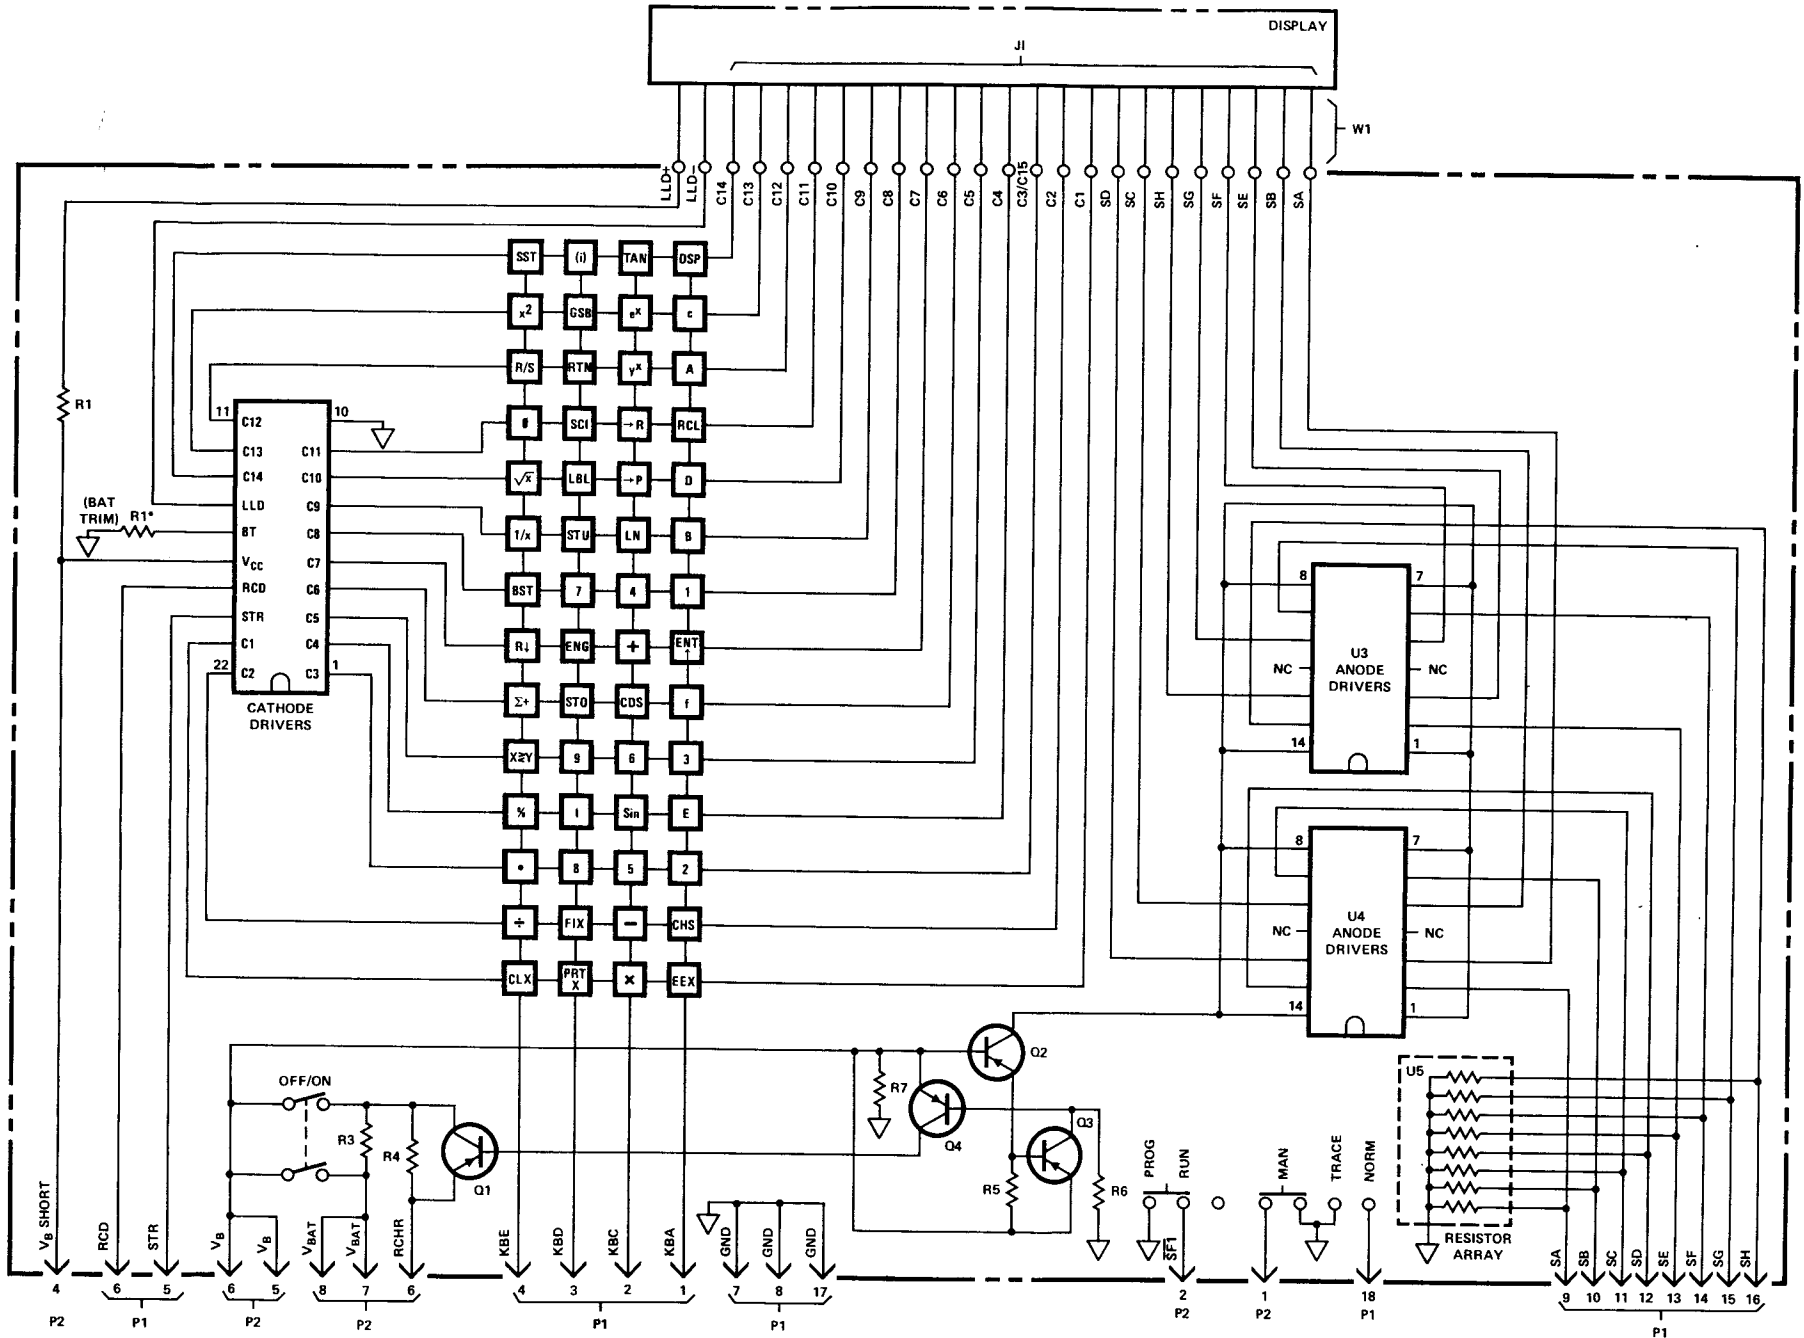 DISPLAY
J1
W1
LLD+
LLD–
C14
C13
C12
C11
C10
C9
C8
C7
C6
C5
C4
C3/C15
C2
C1
SD
SC
SH
SG
SF
SE
SB
SA
SST (i) TAN DSP
x² GSB eˣ c
R/S RTN yˣ A
SCI →R RCL
√x LBL →P D
1/x STU LN B
BST 7 4 1
R↓ ENG + ENT ↑
Σ+ STO CDS f
X≷Y 9 6 3
% I Sin E
• 8 5 2
÷ FIX – CHS
CLX PRT X × EEX
R1
11 10
C12
C13 C11
C14 C10
LLD C9
BT C8
VCC C7
RCD C6
STR C5
C1 C4
22 C2 C3 1
CATHODE
DRIVERS
(BAT
TRIM) R1*
8 7
U3
ANODE
DRIVERS
NC NC
14 1
8 7
U4
ANODE
DRIVERS
NC NC
14 1
Q2
R7
Q4
Q3
R5
R6
OFF/ON
R3
R4
Q1
PROG
RUN
MAN
TRACE
NORM
U5
RESISTOR
ARRAY
VB SHORT
RCD
STR
VB
VB
VBAT
VBAT
RCHR
KBE
KBD
KBC
KBA
GND
GND
GND
SF1
SA
SB
SC
SD
SE
SF
SG
SH
4 6 5 6 5 8 7 6 4 3 2 1 7 8 17 2 1 18 9 10 11 12 13 14 15 16
P2 P1 P2 P2 P1 P1 P2 P2 P1 P1